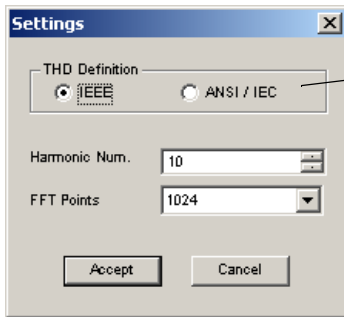 Settings
THD Definition
IEEE ANSI / IEC
Harmonic Num. 10
FFT Points 1024
Accept Cancel